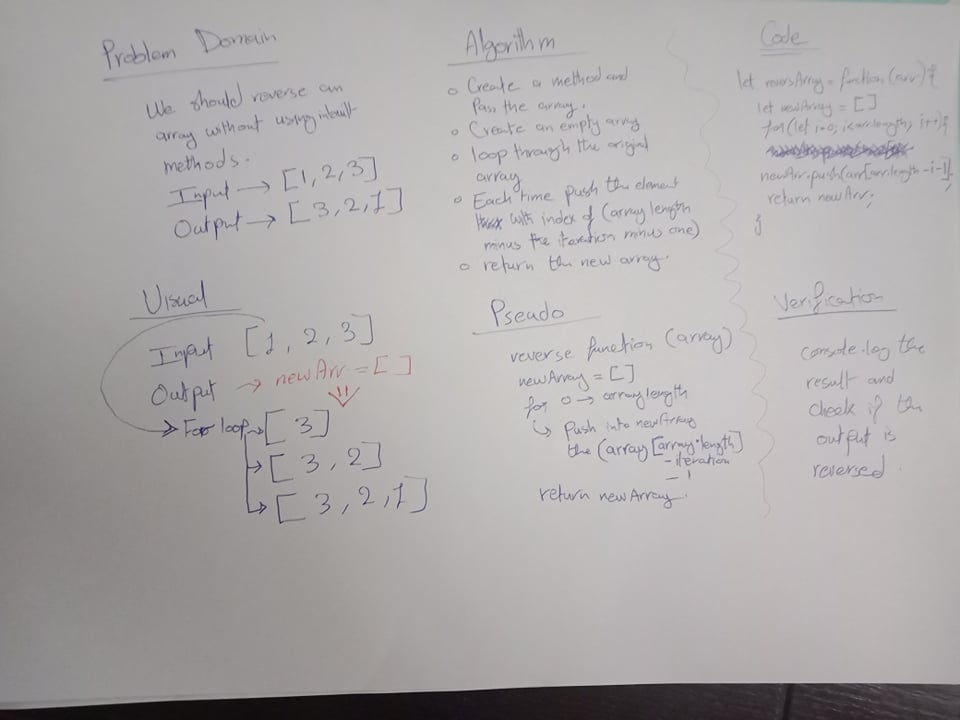 Problem Domain
We should reverse an
array without using inbuilt
methods.
Input → [1,2,3]
Output → [3,2,1]
Algorithm
○ Create a method and
Pass the array.
○ Create an empty array
○ loop through the original
array
○ Each time push the element
with index of (array length
minus the iteration minus one)
○ return the new array.
Code
let reversArray = function(arr){
let newArray = []
for(let i=0; i<arr.length; i++){
newArr.push(arr[arr.length-i-1];
return newArr;
}
Visual
Input [1, 2, 3]
Output → newArr = []
For loop → [3]
→ [3, 2]
→ [3, 2, 1]
Pseudo
reverse function (array)
newArray = []
for 0 → array length
↳ push into newArray
the (array[array.length]
- iteration
- 1
return newArray.
Verification
console.log the
result and
check if the
output is
reversed.